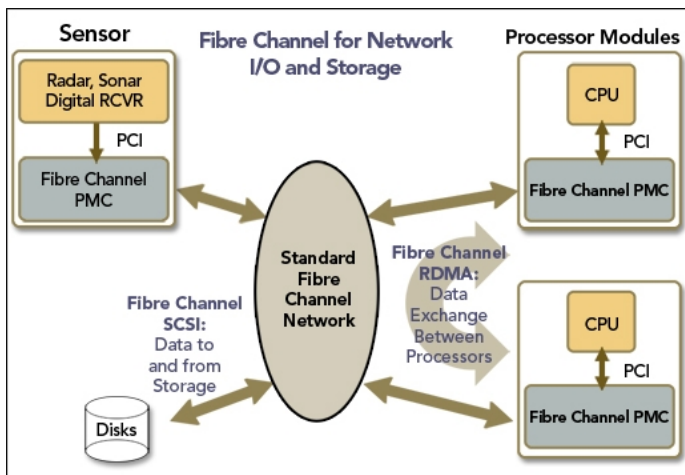 Sensor
Fibre Channel for Network
I/O and Storage
Processor Modules
Radar, Sonar
Digital RCVR
PCI
Fibre Channel
PMC
CPU
PCI
Fibre Channel PMC
Standard
Fibre
Channel
Network
Fibre Channel
RDMA:
Data
Exchange
Between
Processors
Fibre Channel
SCSI:
Data to
and from
Storage
Disks
CPU
PCI
Fibre Channel PMC